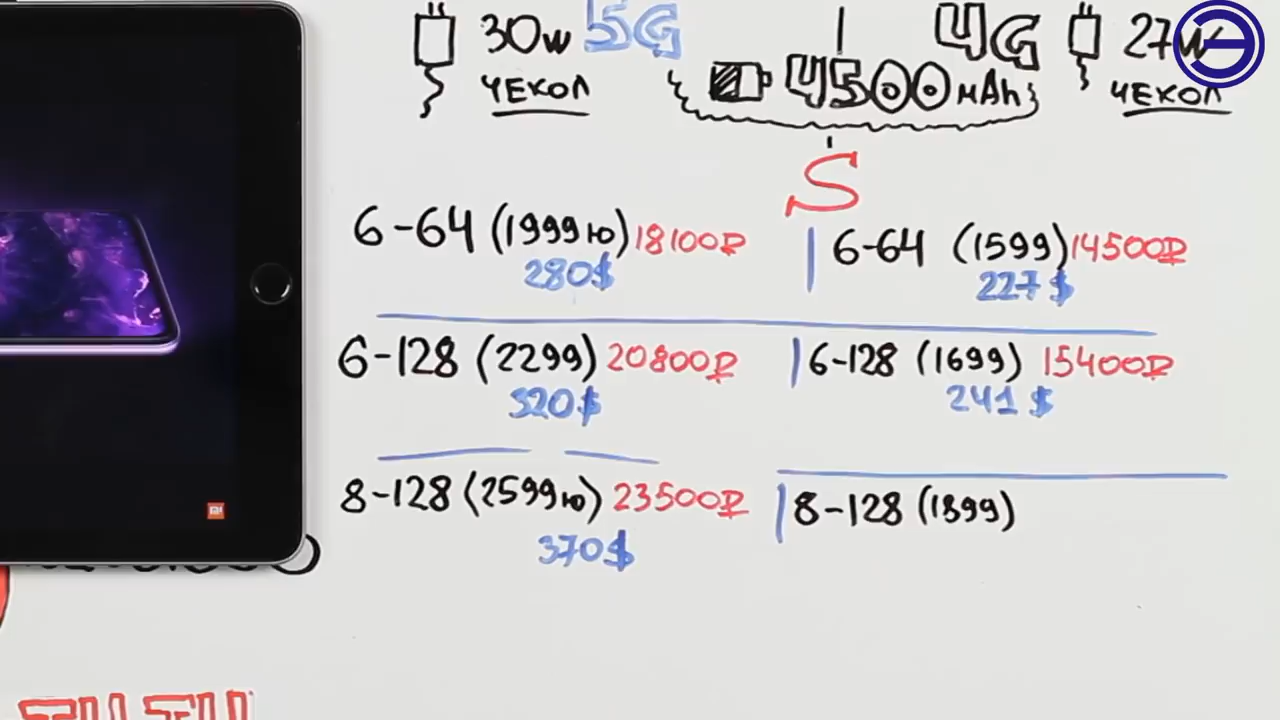 30w 5G 4G 27W
ЧЕХОЛ 4500 мAh ЧЕХОЛ
S
6-64 (1999ю) 18100₽ 6-64 (1599) 14500₽
280$ 227$
6-128 (2299) 20800₽ 6-128 (1699) 15400₽
320$ 241$
8-128 (2599ю) 23500₽ 8-128 (1899)
370$